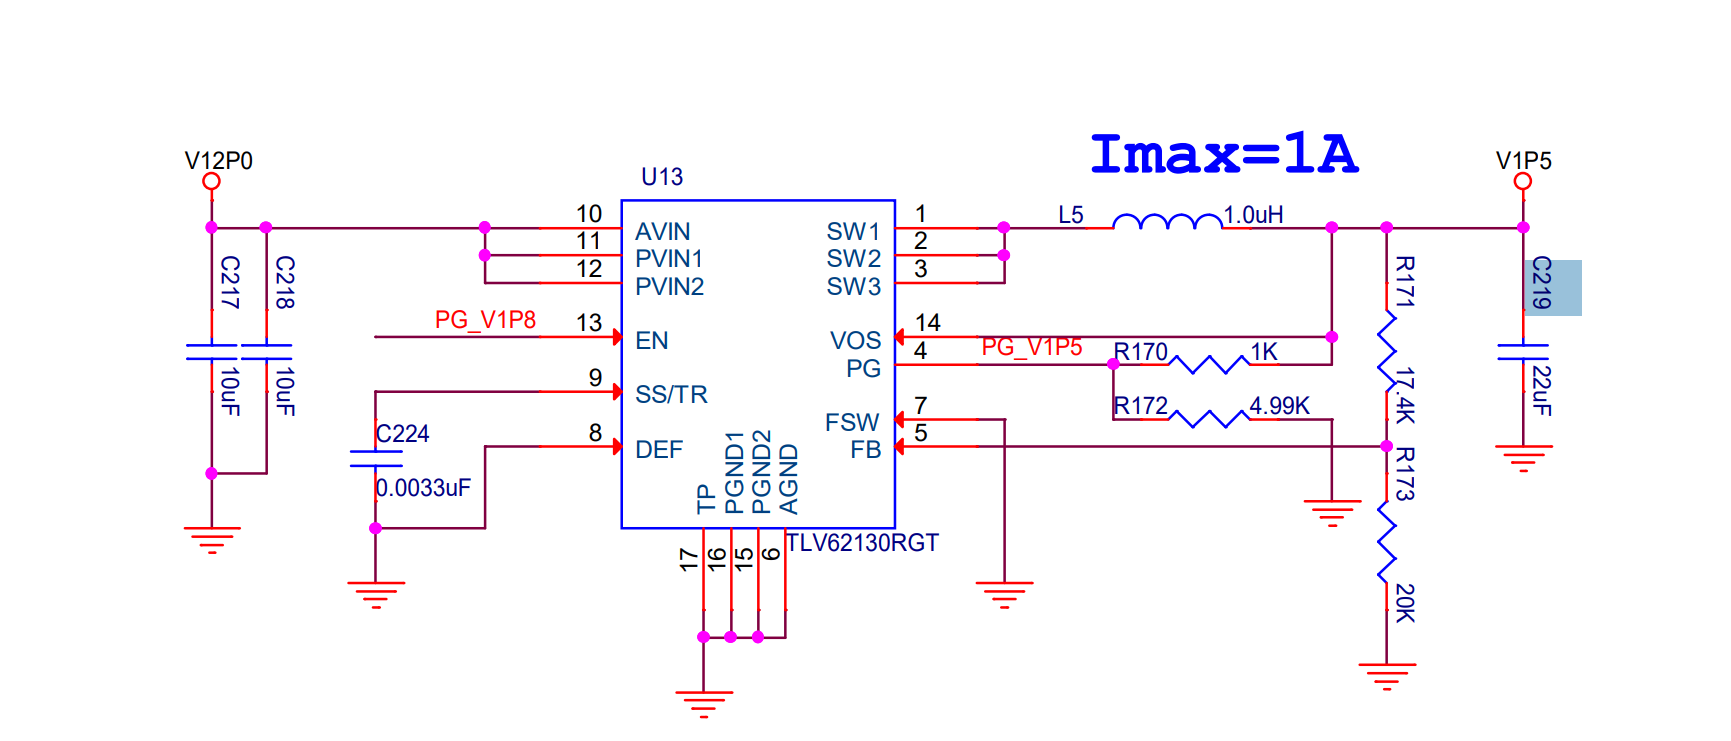 Imax=1A
V12P0
V1P5
U13
10
AVIN
11
PVIN1
12
PVIN2
PG_V1P8
13
EN
9
SS/TR
8
DEF
1
SW1
2
SW2
3
SW3
14
VOS
4
PG
7
FSW
5
FB
TP
PGND1
PGND2
AGND
17
16
15
6
TLV62130RGT
L5
1.0uH
PG_V1P5
R170
1K
R172
4.99K
R171
17.4K
R173
20K
C219
22uF
C217
10uF
C218
10uF
C224
0.0033uF